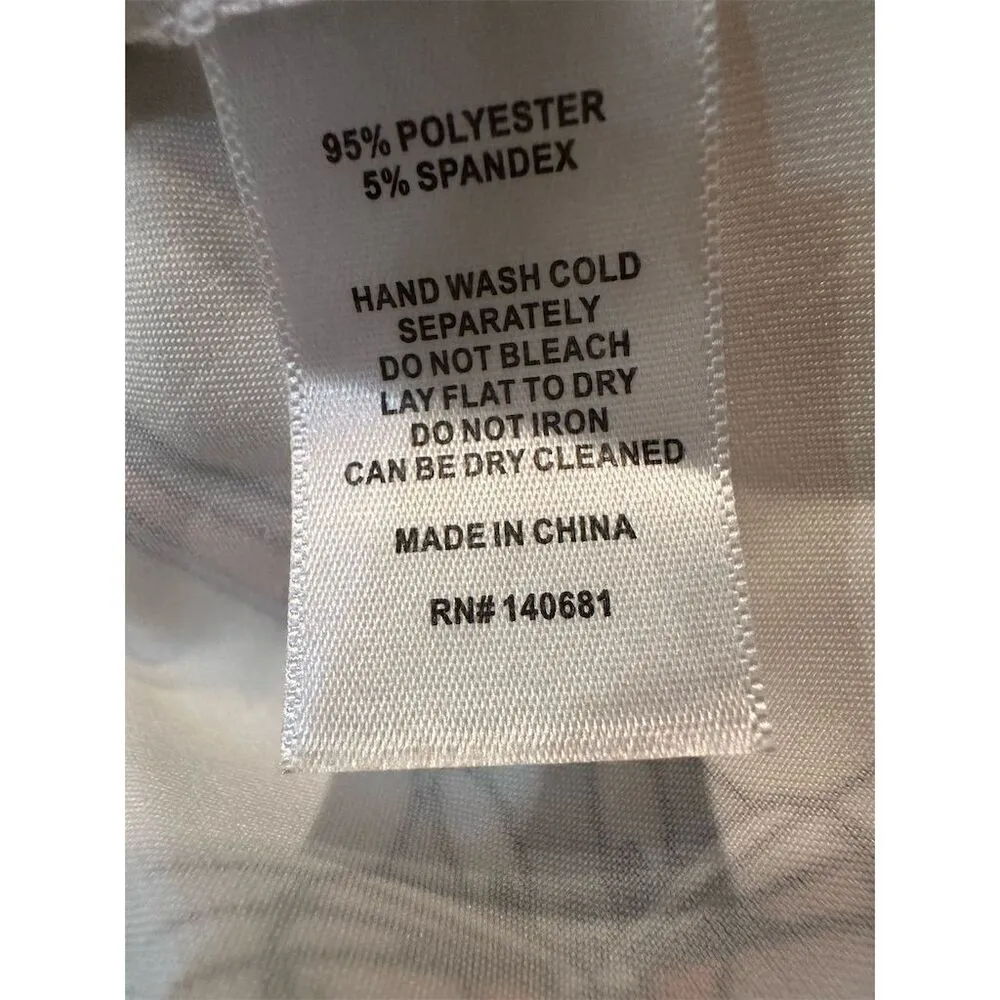 95% POLYESTER
5% SPANDEX
HAND WASH COLD
SEPARATELY
DO NOT BLEACH
LAY FLAT TO DRY
DO NOT IRON
CAN BE DRY CLEANED
MADE IN CHINA
RN# 140681